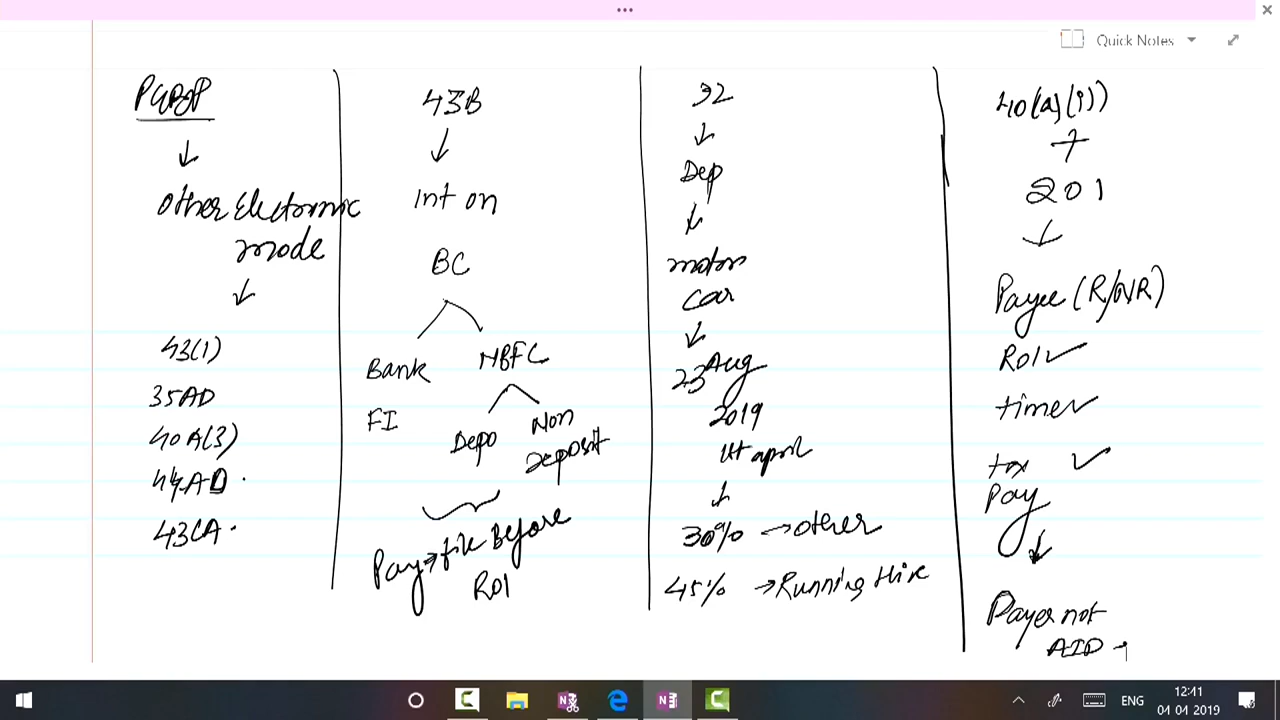 Quick Notes
PGBP
Other Electornic
mode
43(1)
35AD
40A(3)
44AD.
43CA.
43B
Int on
BC
Bank
FI
NBFC
Depo
Non
Deposit
Pay → file Before
ROI
32
Dep
motor
car
23 Aug
2019
1st april
30% → other
45% → Running Hire
40(a)(i))
+
201
Payee (R/NR)
ROI ✓
time ✓
tax ✓
Pay
Payer not
AID
ENG
12:41
04-04-2019